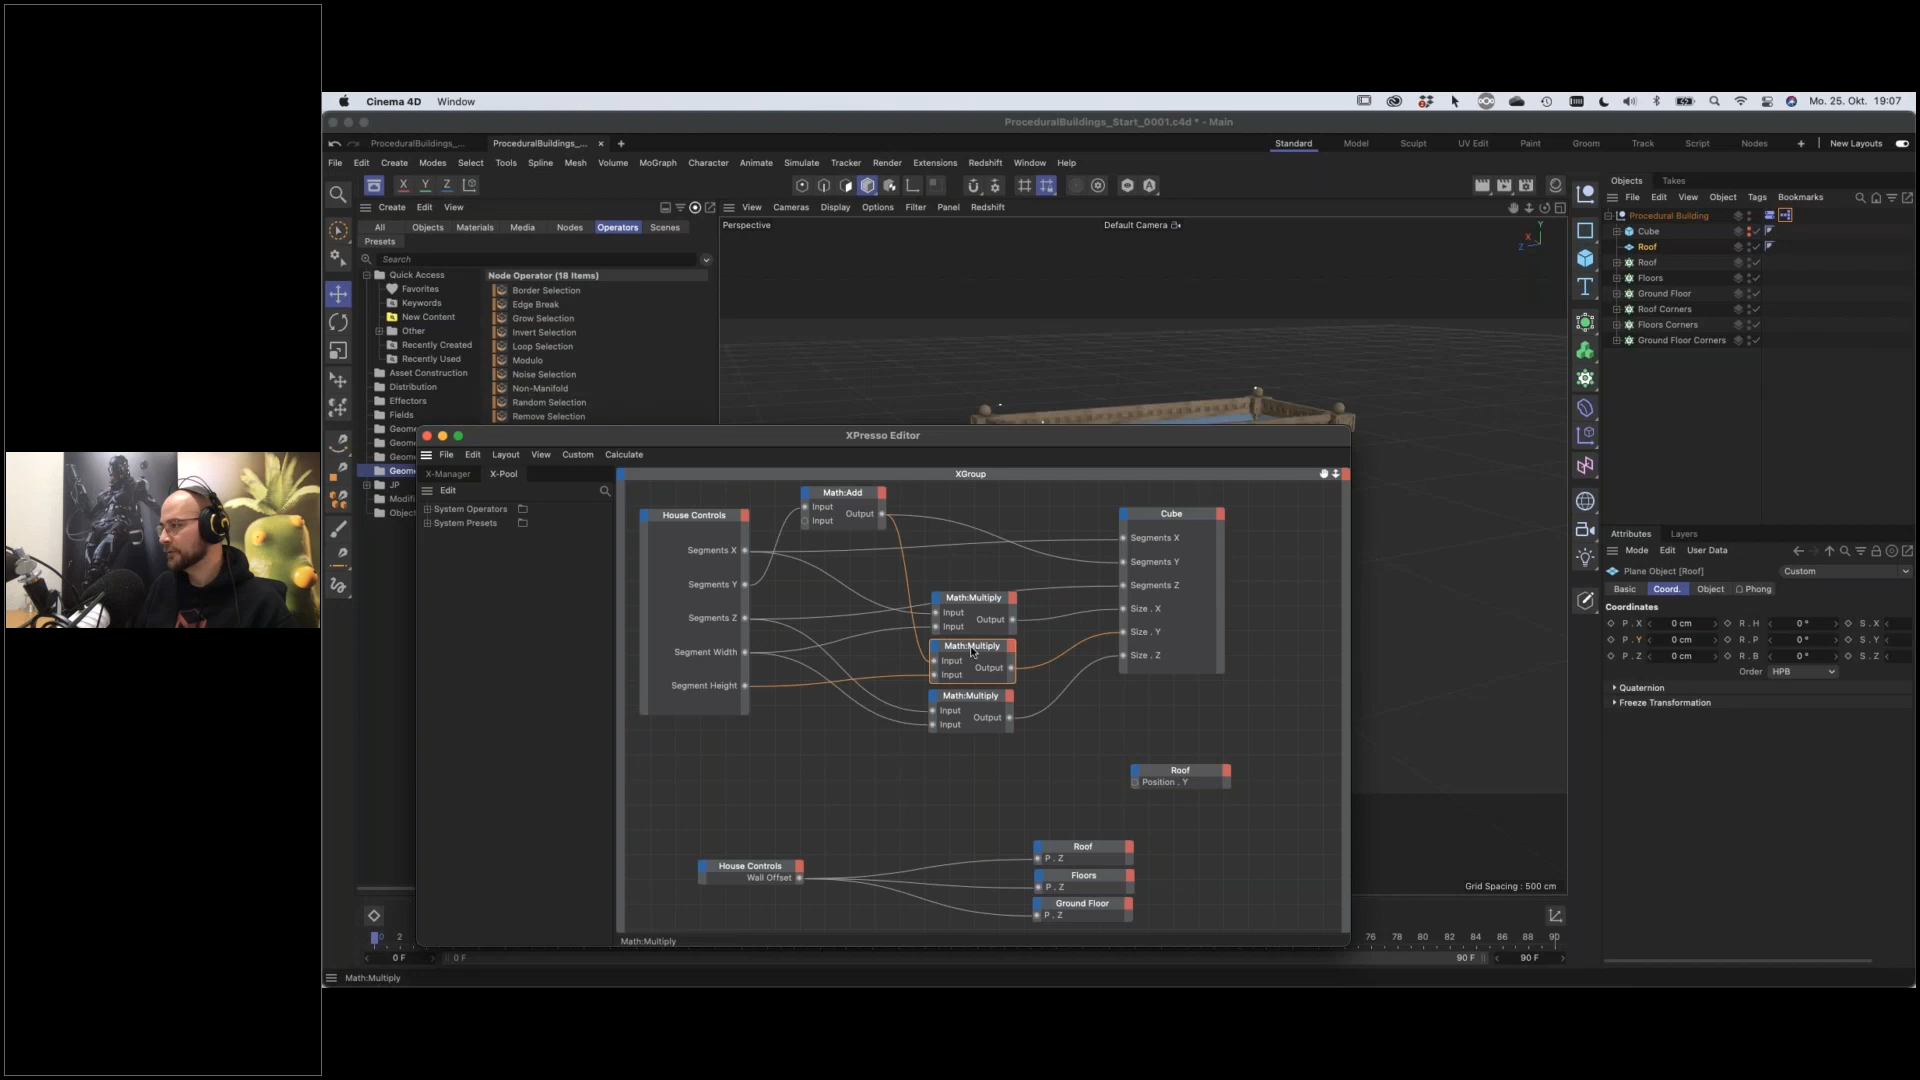 Cinema 4D Window
Mo. 25. Okt. 19:07
ProceduralBuildings_Start_0001.c4d * - Main
ProceduralBuildings_...
ProceduralBuildings_...
Standard Model Sculpt UV Edit Paint Groom Track Script Nodes New Layouts
File Edit Create Modes Select Tools Spline Mesh Volume MoGraph Character Animate Simulate Tracker Render Extensions Redshift Window Help
X Y Z
Create Edit View
All Objects Materials Media Nodes Operators Scenes
Presets
Search
Quick Access
Favorites
Keywords
New Content
Other
Recently Created
Recently Used
Asset Construction
Distribution
Effectors
Fields
Geome
Geome
Geome
Geome
JP
Modifi
Object
Node Operator (18 Items)
Border Selection
Edge Break
Grow Selection
Invert Selection
Loop Selection
Modulo
Noise Selection
Non-Manifold
Random Selection
Remove Selection
View Cameras Display Options Filter Panel Redshift
Perspective
Default Camera
Y
X
Z
Grid Spacing : 500 cm
XPresso Editor
File Edit Layout View Custom Calculate
X-Manager X-Pool
Edit
System Operators
System Presets
XGroup
Math:Add
Input
Input
Output
House Controls
Segments X
Segments Y
Segments Z
Segment Width
Segment Height
Math:Multiply
Input
Input
Output
Math:Multiply
Input
Input
Output
Math:Multiply
Input
Input
Output
Cube
Segments X
Segments Y
Segments Z
Size . X
Size . Y
Size . Z
Roof
Position . Y
House Controls
Wall Offset
Roof
P . Z
Floors
P . Z
Ground Floor
P . Z
Math:Multiply
0 2 76 78 80 82 84 86 88 90
0 F 0 F 90 F 90 F
Math:Multiply
Objects Takes
File Edit View Object Tags Bookmarks
Procedural Building
Cube
Roof
Roof
Floors
Ground Floor
Roof Corners
Floors Corners
Ground Floor Corners
Attributes Layers
Mode Edit User Data
Plane Object [Roof]
Custom
Basic Coord. Object Phong
Coordinates
P . X 0 cm R . H 0 ° S . X
P . Y 0 cm R . P 0 ° S . Y
P . Z 0 cm R . B 0 ° S . Z
Order HPB
Quaternion
Freeze Transformation